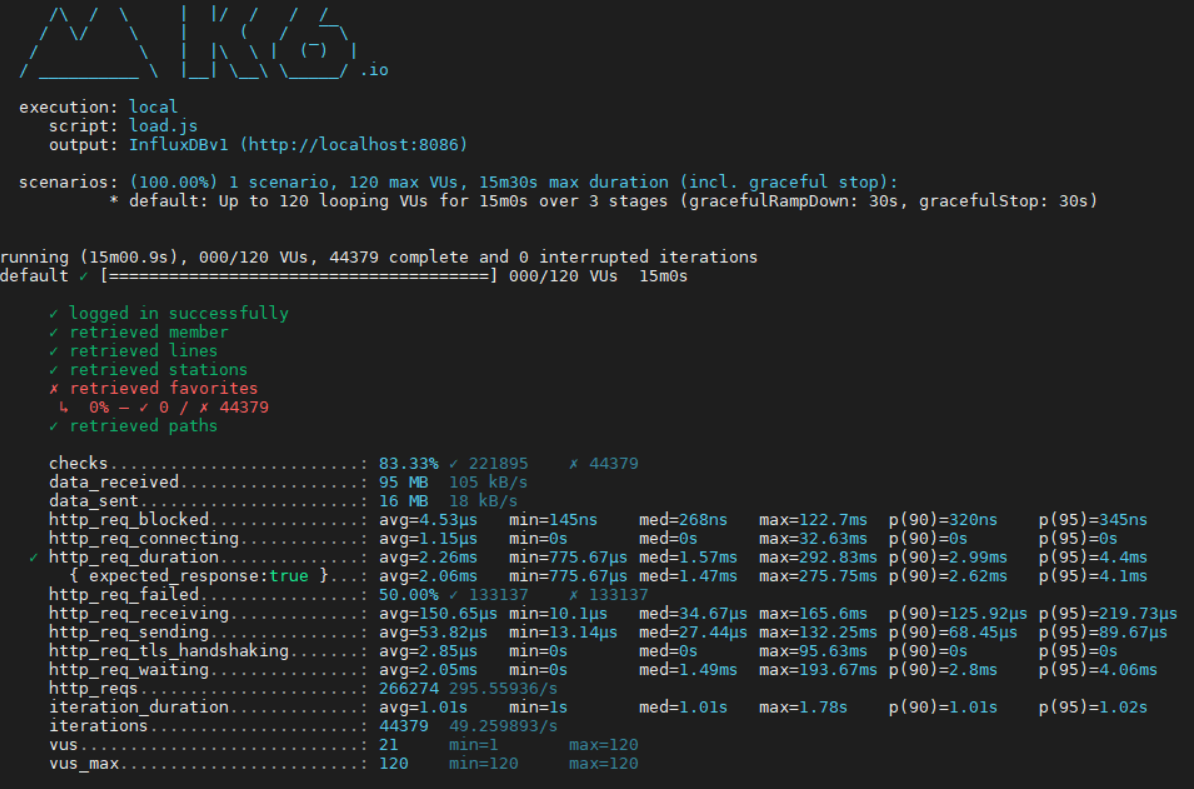 .io
execution: local
script: load.js
output: InfluxDBv1 (http://localhost:8086)
scenarios: (100.00%) 1 scenario, 120 max VUs, 15m30s max duration (incl. graceful stop):
* default: Up to 120 looping VUs for 15m0s over 3 stages (gracefulRampDown: 30s, gracefulStop: 30s)
running (15m00.9s), 000/120 VUs, 44379 complete and 0 interrupted iterations
default ✓ [======================================] 000/120 VUs  15m0s
✓ logged in successfully
✓ retrieved member
✓ retrieved lines
✓ retrieved stations
✗ retrieved favorites
↳  0% — ✓ 0 / ✗ 44379
✓ retrieved paths
checks.........................: 83.33% ✓ 221895    ✗ 44379
data_received..................: 95 MB  105 kB/s
data_sent......................: 16 MB  18 kB/s
http_req_blocked...............: avg=4.53µs   min=145ns    med=268ns   max=122.7ms  p(90)=320ns    p(95)=345ns
http_req_connecting............: avg=1.15µs   min=0s       med=0s      max=32.63ms  p(90)=0s       p(95)=0s
✓ http_req_duration..............: avg=2.26ms   min=775.67µs med=1.57ms  max=292.83ms p(90)=2.99ms   p(95)=4.4ms
{ expected_response:true }...: avg=2.06ms   min=775.67µs med=1.47ms  max=275.75ms p(90)=2.62ms   p(95)=4.1ms
http_req_failed................: 50.00% ✓ 133137    ✗ 133137
http_req_receiving.............: avg=150.65µs min=10.1µs   med=34.67µs max=165.6ms  p(90)=125.92µs p(95)=219.73µs
http_req_sending...............: avg=53.82µs  min=13.14µs  med=27.44µs max=132.25ms p(90)=68.45µs  p(95)=89.67µs
http_req_tls_handshaking.......: avg=2.85µs   min=0s       med=0s      max=95.63ms  p(90)=0s       p(95)=0s
http_req_waiting...............: avg=2.05ms   min=0s       med=1.49ms  max=193.67ms p(90)=2.8ms    p(95)=4.06ms
http_reqs......................: 266274 295.55936/s
iteration_duration.............: avg=1.01s    min=1s       med=1.01s   max=1.78s    p(90)=1.01s    p(95)=1.02s
iterations.....................: 44379  49.259893/s
vus............................: 21     min=1       max=120
vus_max........................: 120    min=120     max=120